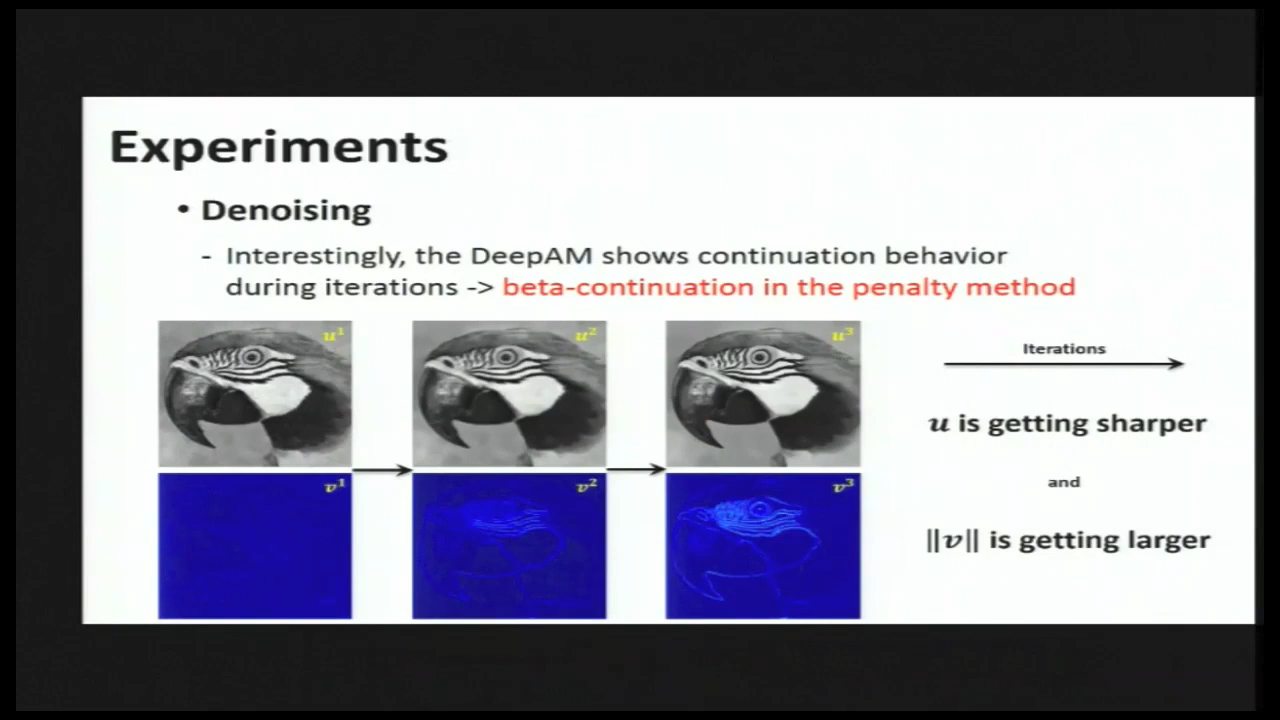 Experiments
• Denoising
- Interestingly, the DeepAM shows continuation behavior
during iterations -> beta-continuation in the penalty method
u¹
u²
u³
v¹
v²
v³
Iterations
u is getting sharper
and
‖v‖ is getting larger